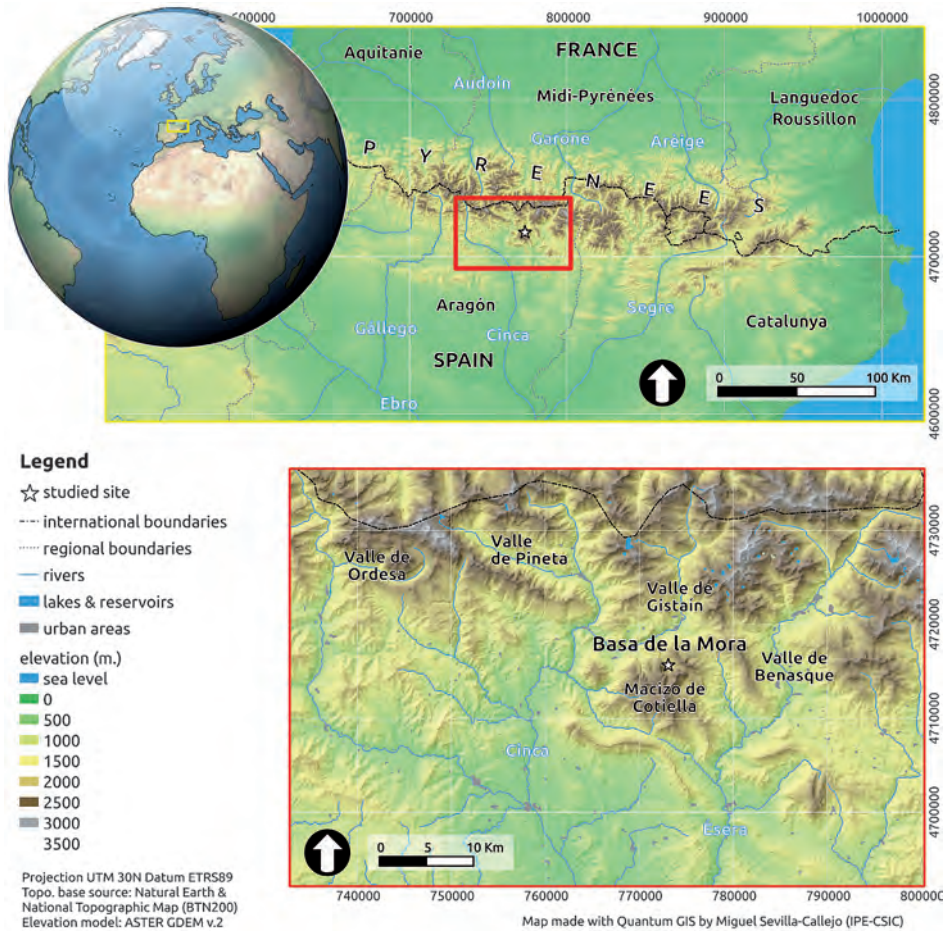 600000 700000 800000 900000 1000000
Aquitanie
FRANCE
Audoin
Midi-Pyrénées
Languedoc
Roussillon
Garone
Arèige
4800000
P Y R E N E E S
4700000
Aragón
Gállego
Cinca
Segre
Catalunya
SPAIN
Ebro
0 50 100 Km
4600000
Legend
studied site
international boundaries
regional boundaries
rivers
lakes & reservoirs
urban areas
elevation (m.)
sea level
0
500
1000
1500
2000
2500
3000
3500
Projection UTM 30N Datum ETRS89
Topo. base source: Natural Earth &
National Topographic Map (BTN200)
Elevation model: ASTER GDEM v.2
4730000
Valle de
Ordesa
Valle
de Pineta
Valle de
Gistain
4720000
Basa de la Mora
Valle de
Benasque
Macizo de
Cotiella
4710000
Cinca
4700000
Ésera
0 5 10 Km
740000 750000 760000 770000 780000 790000 800000
Map made with Quantum GIS by Miguel Sevilla-Callejo (IPE-CSIC)